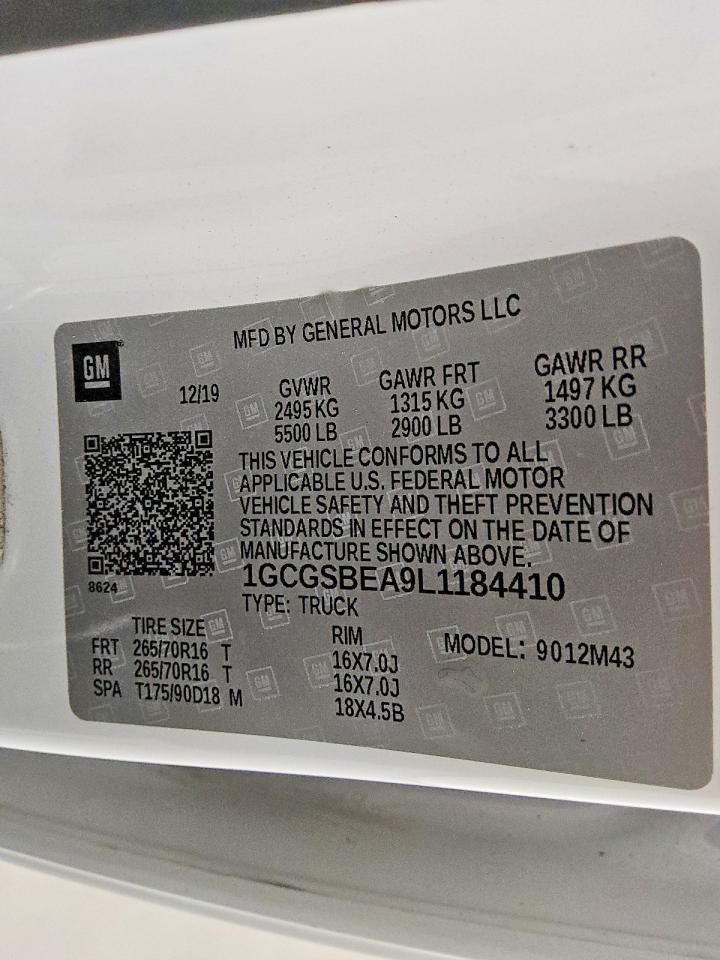 MFD BY GENERAL MOTORS LLC
GM
12/19
GVWR
2495 KG
5500 LB
GAWR FRT
1315 KG
2900 LB
GAWR RR
1497 KG
3300 LB
THIS VEHICLE CONFORMS TO ALL
APPLICABLE U.S. FEDERAL MOTOR
VEHICLE SAFETY AND THEFT PREVENTION
STANDARDS IN EFFECT ON THE DATE OF
MANUFACTURE SHOWN ABOVE.
8624
1GCGSBEA9L1184410
TYPE: TRUCK
TIRE SIZE RIM MODEL: 9012M43
FRT 265/70R16 T 16X7.0J
RR 265/70R16 T 16X7.0J
SPA T175/90D18 M 18X4.5B